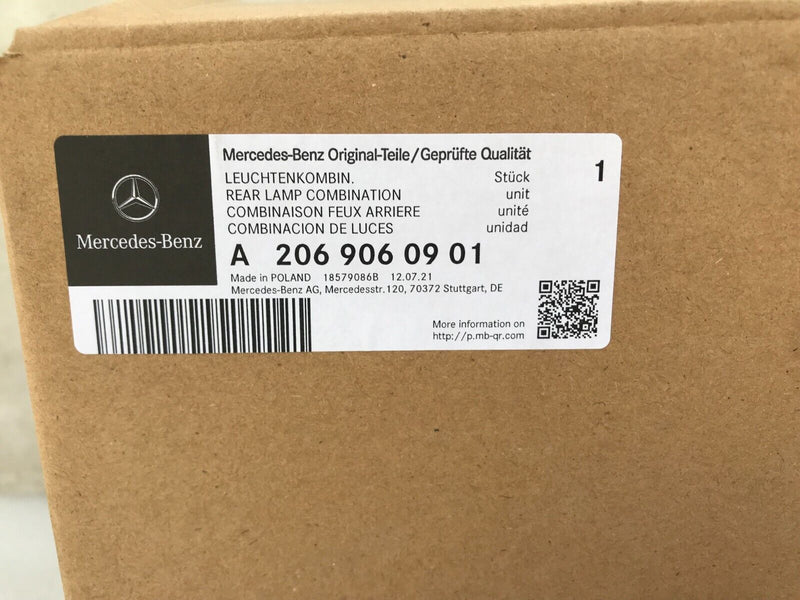 Mercedes-Benz
Mercedes-Benz Original-Teile/Geprüfte Qualität
LEUCHTENKOMBIN. Stück 1
REAR LAMP COMBINATION unit
COMBINAISON FEUX ARRIERE unité
COMBINACION DE LUCES unidad
A 206 906 09 01
Made in POLAND 18579086B 12.07.21
Mercedes-Benz AG, Mercedesstr.120, 70372 Stuttgart, DE
More information on
http://p.mb-qr.com